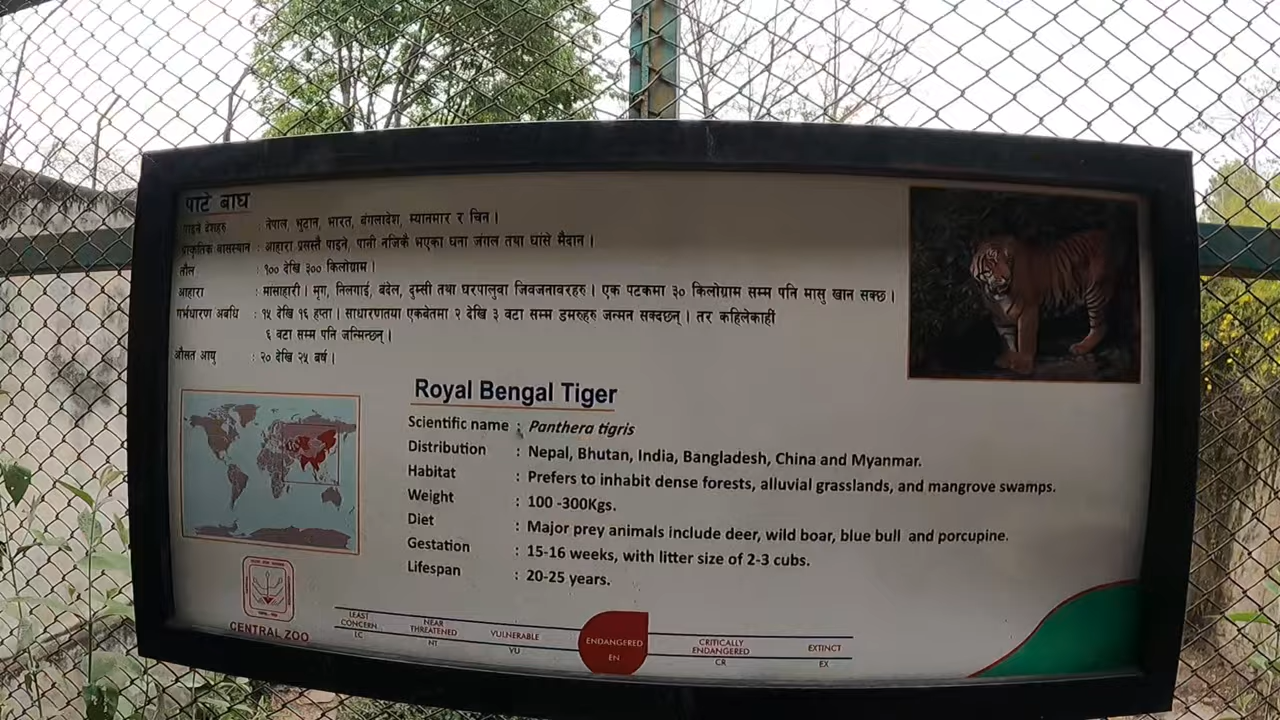 पाटे बाघ
पाइने देशहरु : नेपाल, भुटान, भारत, बंगलादेश, म्यानमार र चिन ।
प्राकृतिक वासस्थान : आहारा प्रसस्तै पाइने, पानी नजिकै भएका घना जंगल तथा घाँसे मैदान ।
तौल : १०० देखि ३०० किलोग्राम ।
आहारा : मांसाहारी । मृग, निलगाई, बंदेल, दुम्सी तथा घरपालुवा जिवजनावरहरु । एक पटकमा ३० किलोग्राम सम्म पनि मासु खान सक्छ ।
गर्भधारण अवधि : १५ देखि १६ हप्ता । साधारणतया एकबेतमा २ देखि ३ वटा सम्म डमरुहरु जन्मन सक्दछन् । तर कहिलेकाही
६ वटा सम्म पनि जन्मिन्छन् ।
औसत आयु : २० देखि २५ बर्ष ।
Royal Bengal Tiger
Scientific name : Panthera tigris
Distribution : Nepal, Bhutan, India, Bangladesh, China and Myanmar.
Habitat : Prefers to inhabit dense forests, alluvial grasslands, and mangrove swamps.
Weight : 100 -300Kgs.
Diet : Major prey animals include deer, wild boar, blue bull and porcupine.
Gestation : 15-16 weeks, with litter size of 2-3 cubs.
Lifespan : 20-25 years.
CENTRAL ZOO
LEAST CONCERN LC
NEAR THREATENED NT
VULNERABLE VU
ENDANGERED EN
CRITICALLY ENDANGERED CR
EXTINCT EX